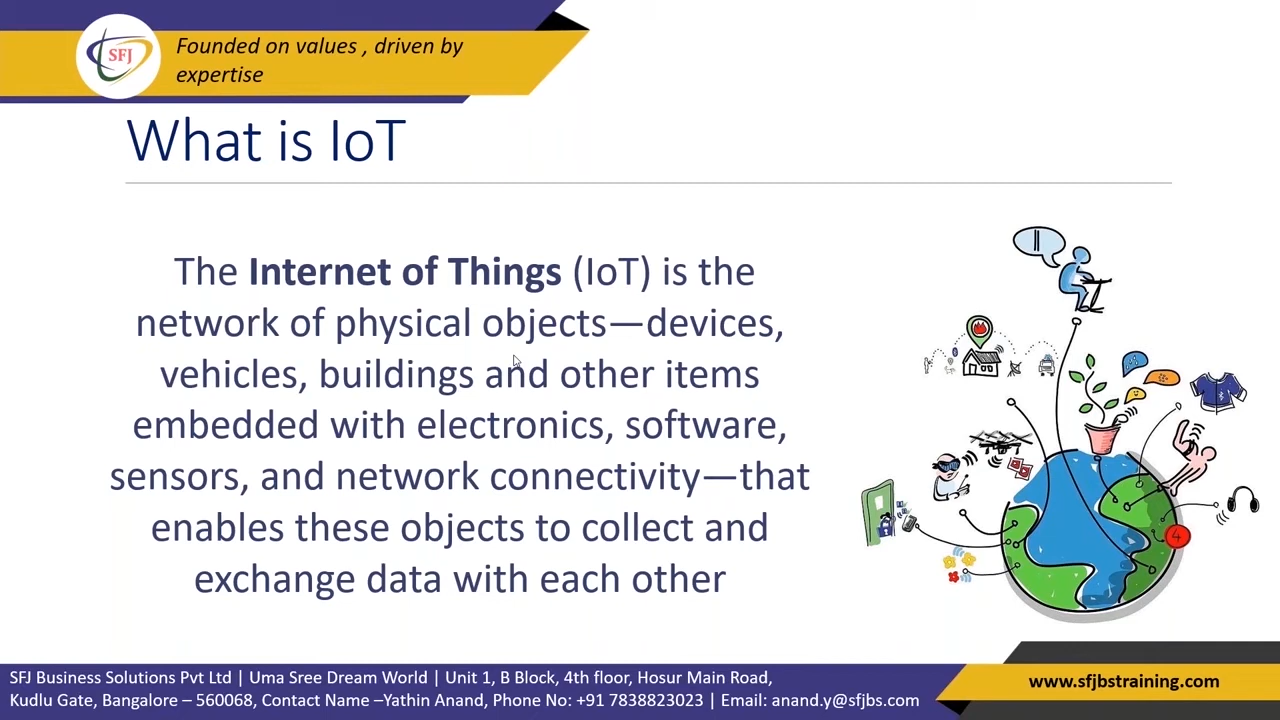 SFJ
Founded on values , driven by
expertise
What is IoT
The Internet of Things (IoT) is the
network of physical objects—devices,
vehicles, buildings and other items
embedded with electronics, software,
sensors, and network connectivity—that
enables these objects to collect and
exchange data with each other
4
SFJ Business Solutions Pvt Ltd | Uma Sree Dream World | Unit 1, B Block, 4th floor, Hosur Main Road,
Kudlu Gate, Bangalore – 560068, Contact Name –Yathin Anand, Phone No: +91 7838823023 | Email: anand.y@sfjbs.com
www.sfjbstraining.com